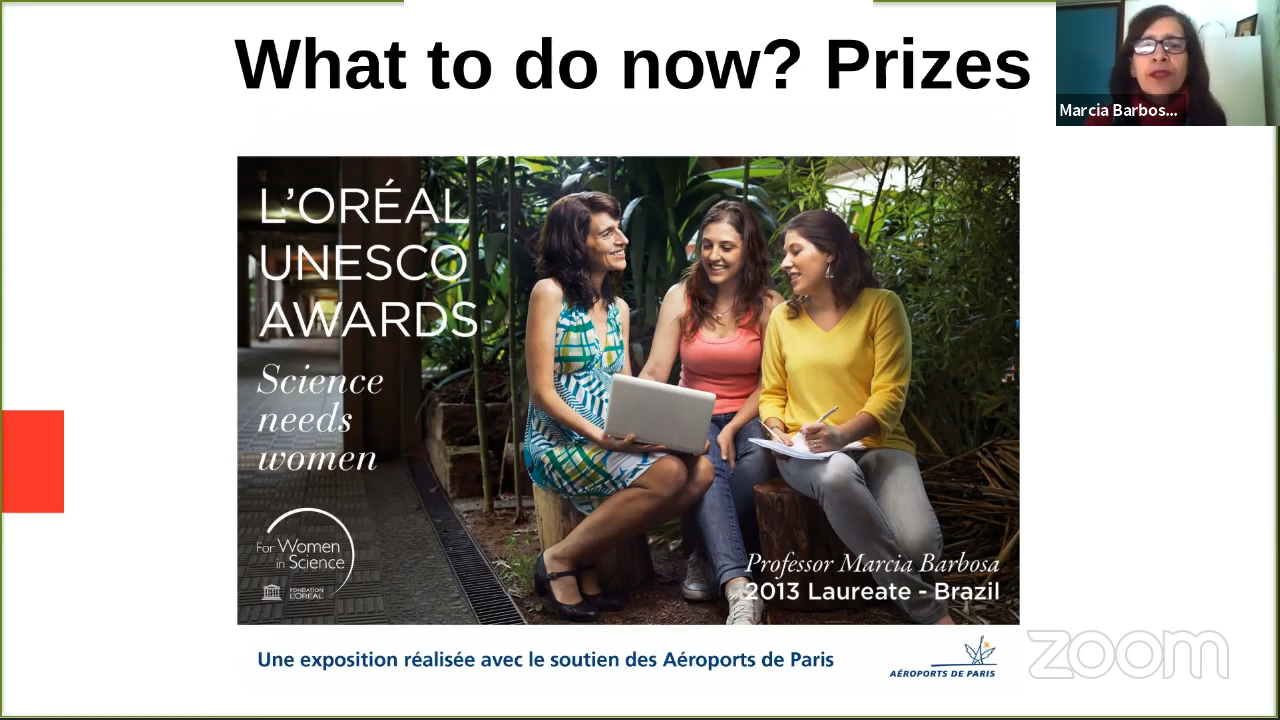 What to do now? Prizes
Marcia Barbos...
L'ORÉAL
UNESCO
AWARDS
Science
needs
women
For Women
in Science
FONDATION
L'ORÉAL
Professor Marcia Barbosa
2013 Laureate - Brazil
Une exposition réalisée avec le soutien des Aéroports de Paris
AÉROPORTS DE PARIS
zoom